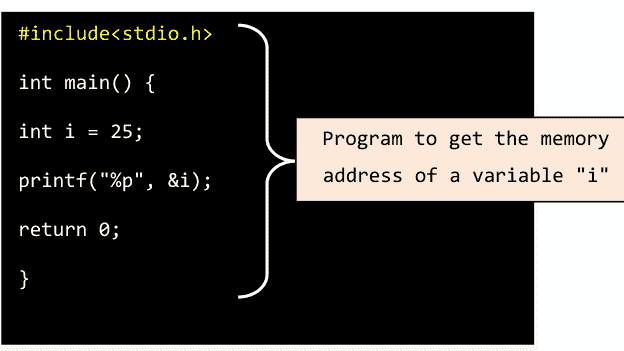 #include<stdio.h>
int main() {
int i = 25;
printf("%p", &i);
return 0;
}
Program to get the memory
address of a variable "i"